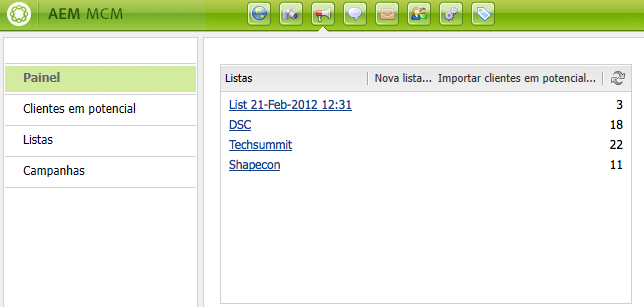 AEM MCM
Painel
Clientes em potencial
Listas
Campanhas
Listas Nova lista... Importar clientes em potencial...
List 21-Feb-2012 12:31 3
DSC 18
Techsummit 22
Shapecon 11